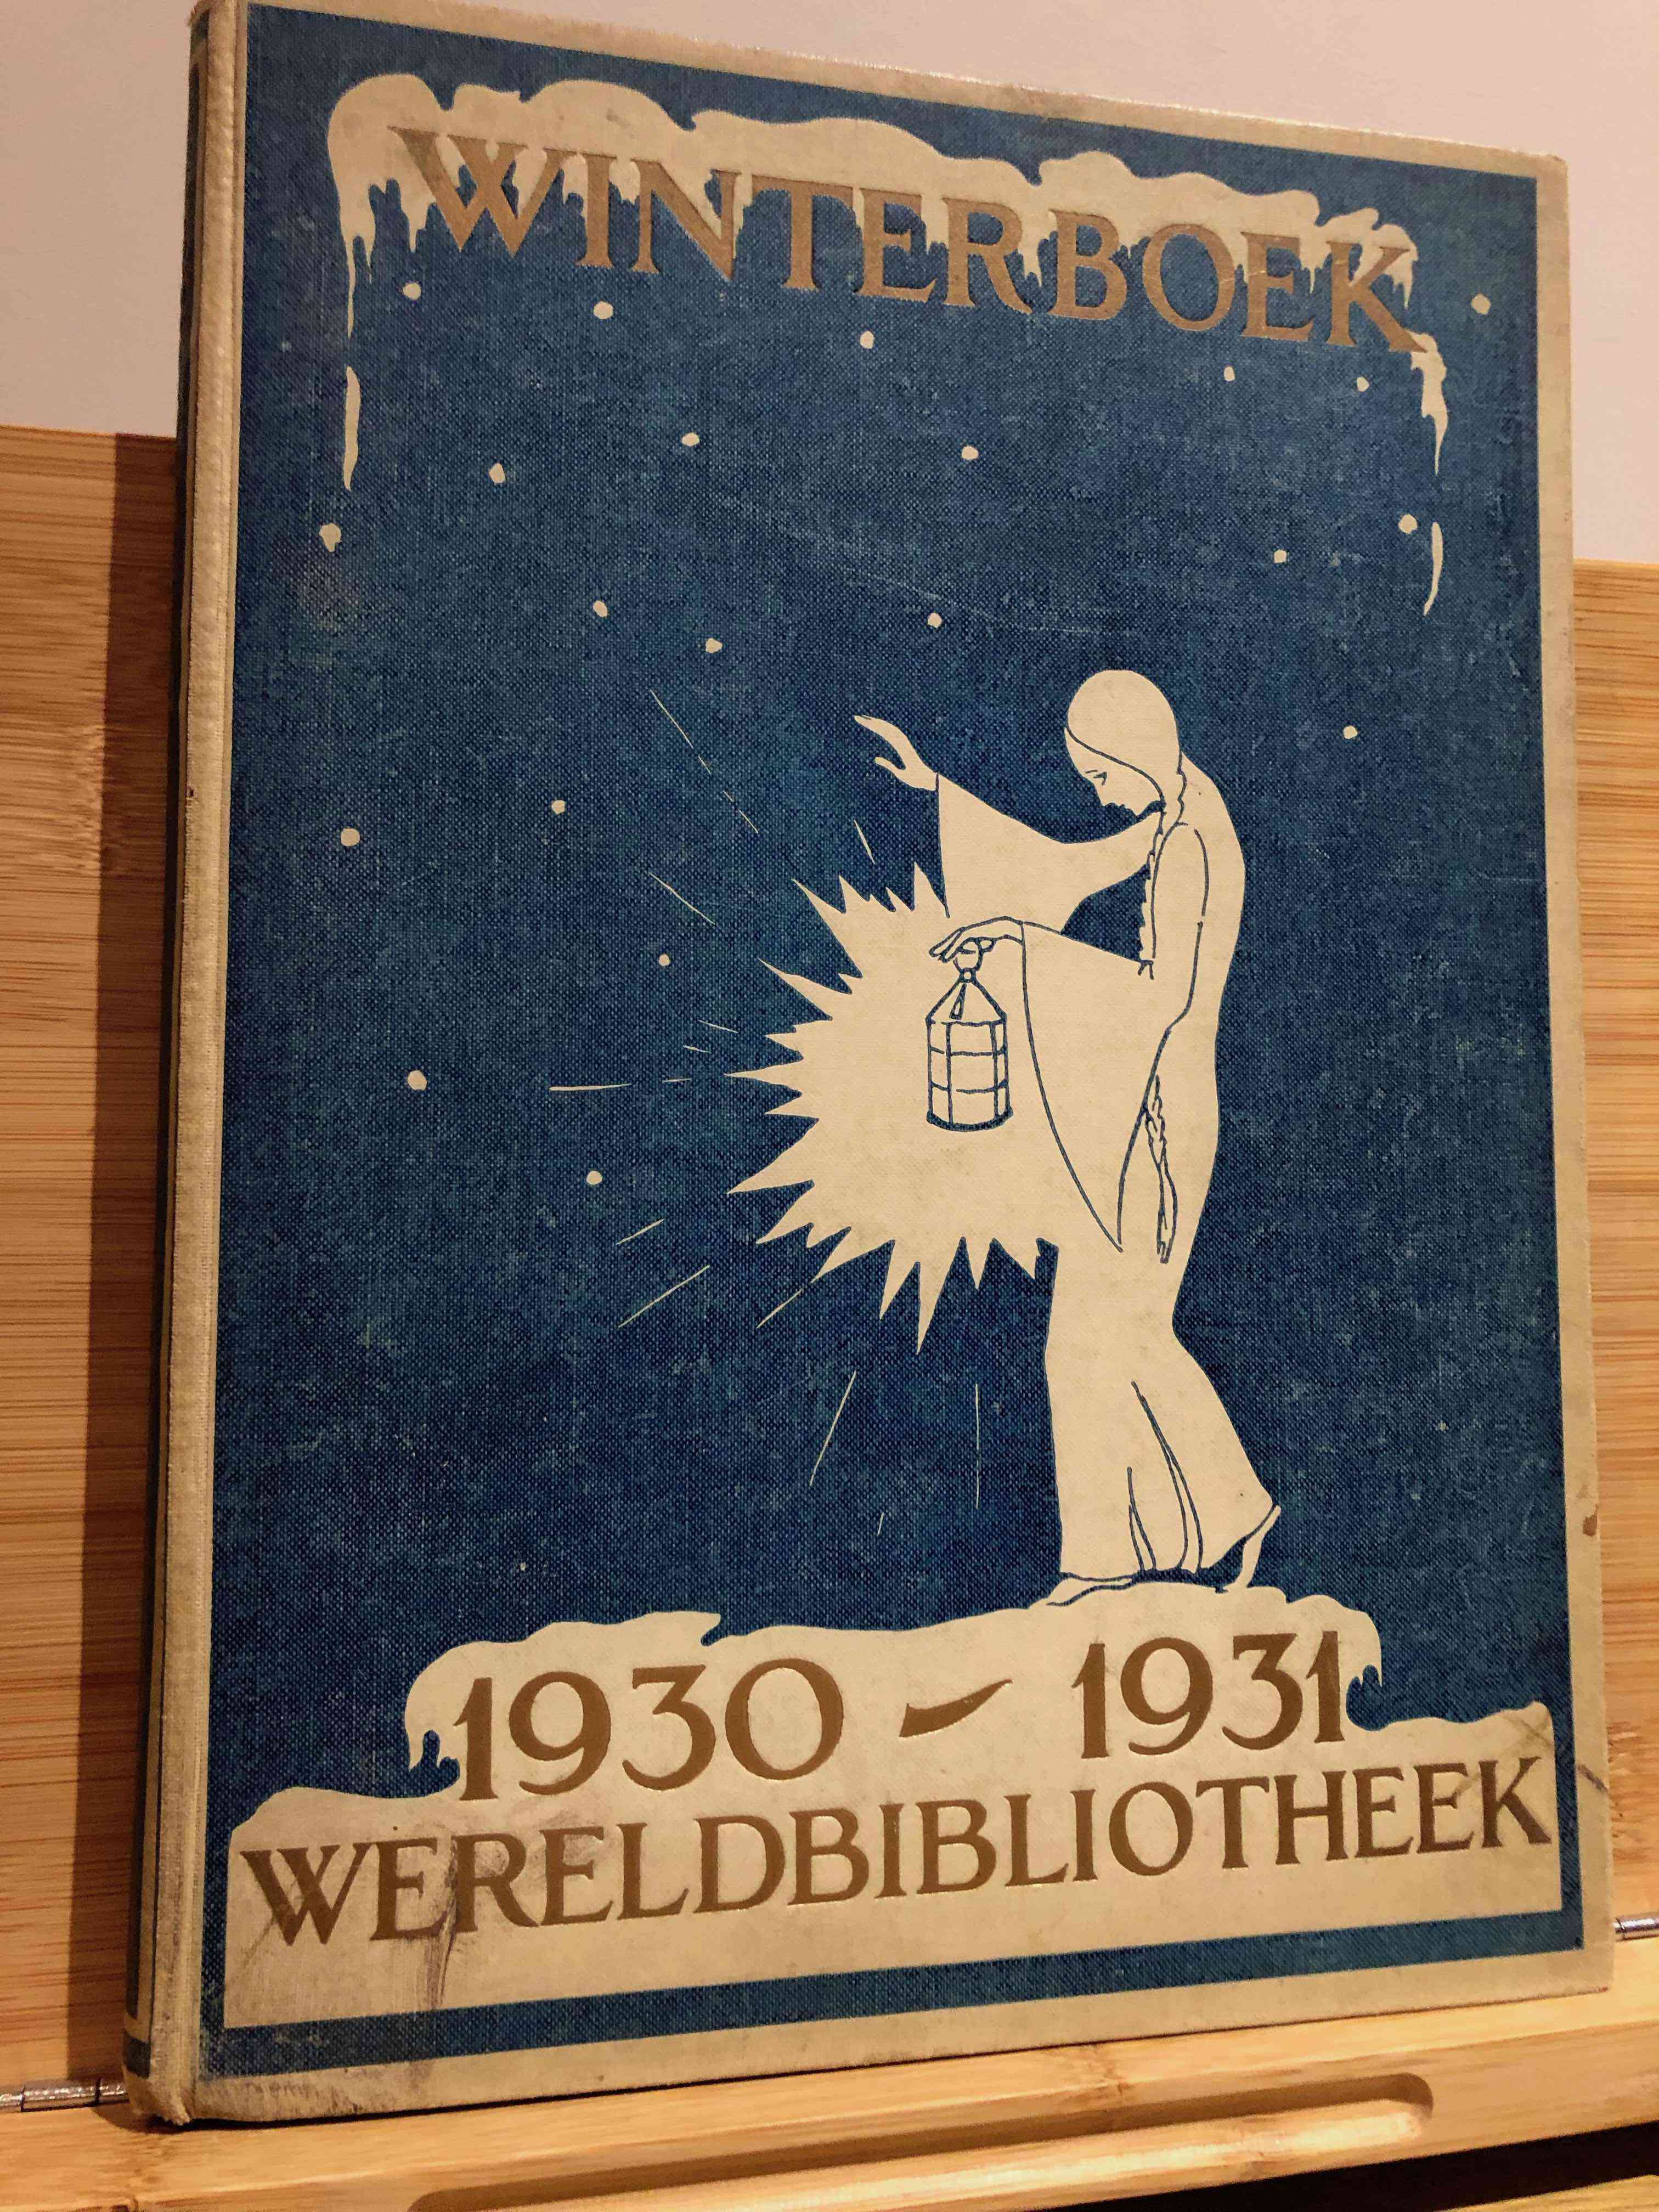 WINTERBOEK
1930 - 1931
WERELDBIBLIOTHEEK